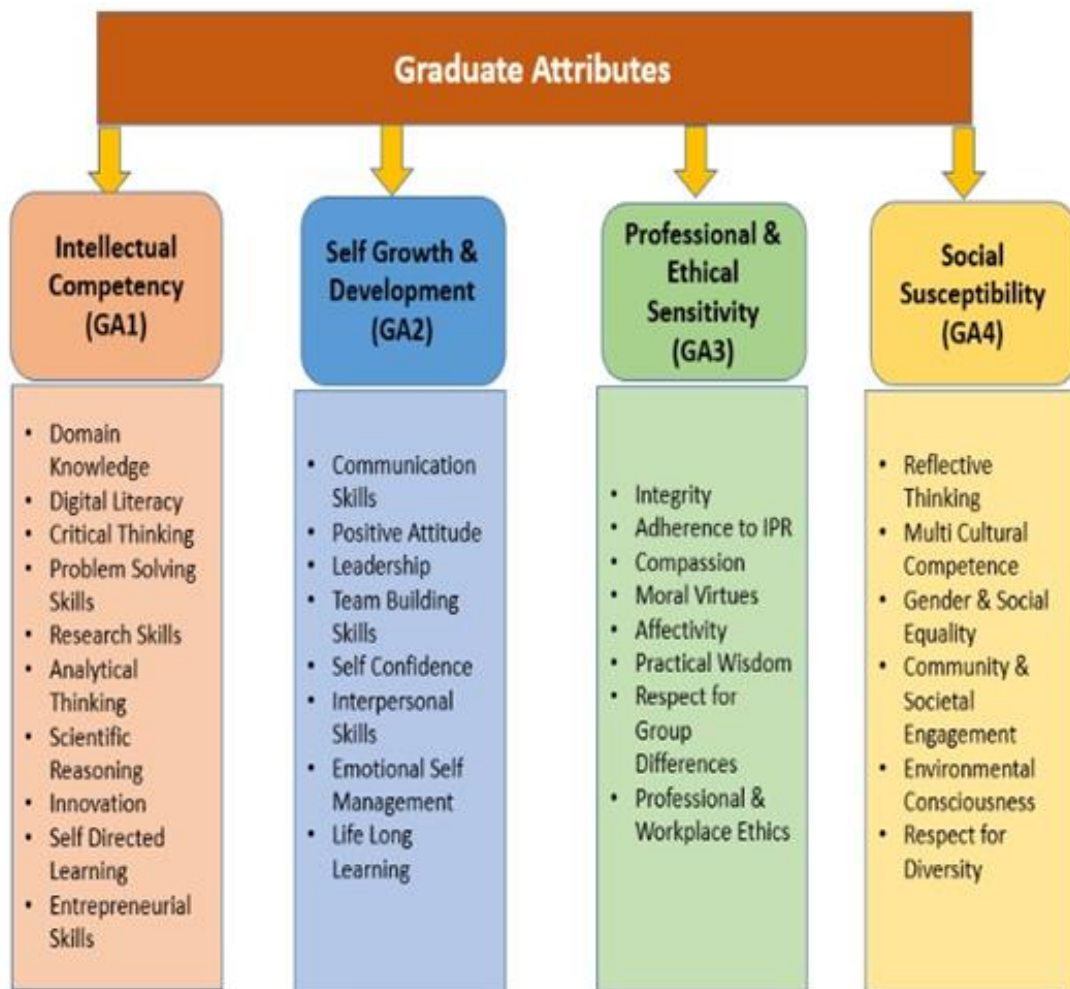 Graduate Attributes
Intellectual
Competency
(GA1)
• Domain
Knowledge
• Digital Literacy
• Critical Thinking
• Problem Solving
Skills
• Research Skills
• Analytical
Thinking
• Scientific
Reasoning
• Innovation
• Self Directed
Learning
• Entrepreneurial
Skills
Self Growth &
Development
(GA2)
• Communication
Skills
• Positive Attitude
• Leadership
• Team Building
Skills
• Self Confidence
• Interpersonal
Skills
• Emotional Self
Management
• Life Long
Learning
Professional &
Ethical
Sensitivity
(GA3)
• Integrity
• Adherence to IPR
• Compassion
• Moral Virtues
• Affectivity
• Practical Wisdom
• Respect for
Group
Differences
• Professional &
Workplace Ethics
Social
Susceptibility
(GA4)
• Reflective
Thinking
• Multi Cultural
Competence
• Gender & Social
Equality
• Community &
Societal
Engagement
• Environmental
Consciousness
• Respect for
Diversity